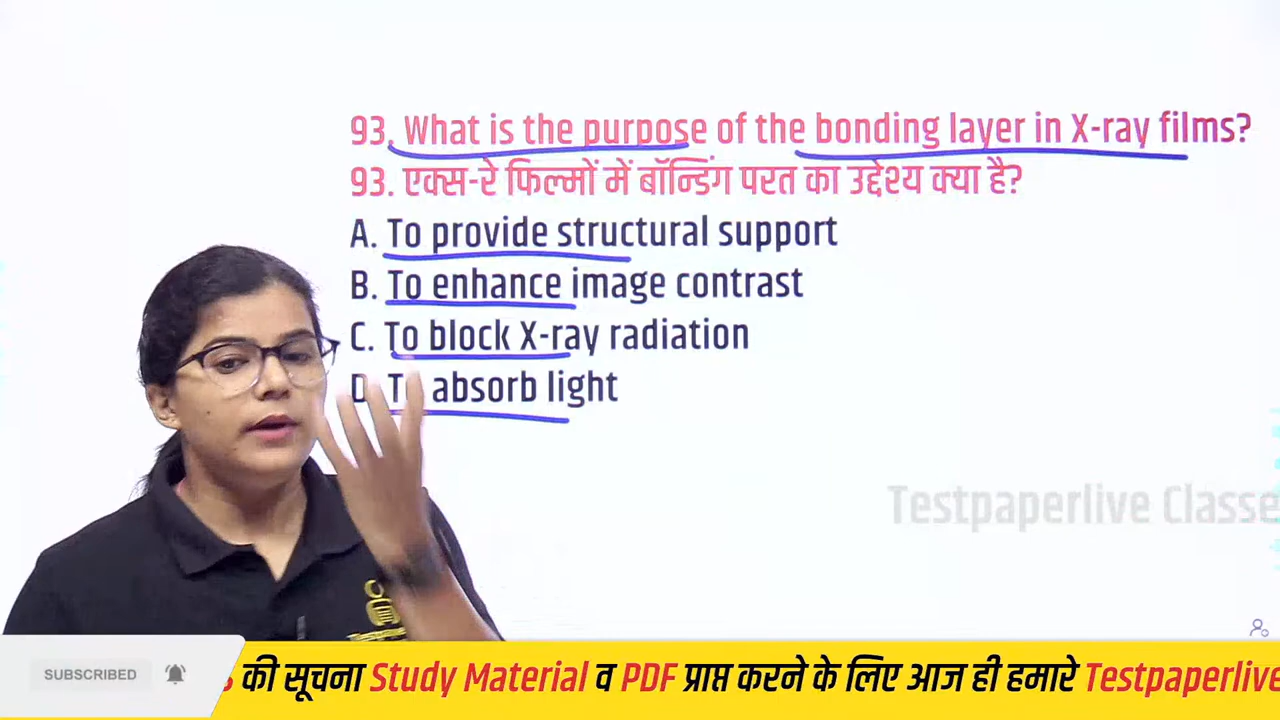 93. What is the purpose of the bonding layer in X-ray films?
93. एक्स-रे फिल्मों में बॉन्डिंग परत का उद्देश्य क्या है?
A. To provide structural support
B. To enhance image contrast
C. To block X-ray radiation
D. To absorb light
Testpaperlive Classe
SUBSCRIBED
की सूचना Study Material व PDF प्राप्त करने के लिए आज ही हमारे Testpaperlive